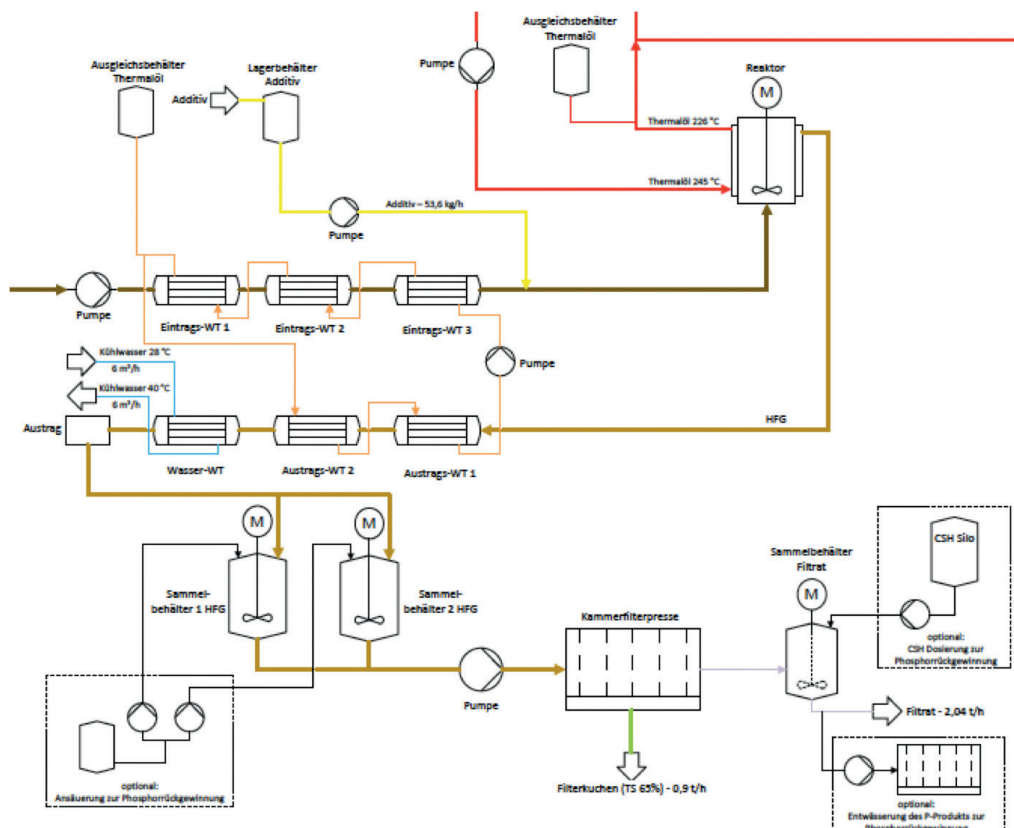 Ausgleichsbehälter
Thermalöl
Pumpe
Reaktor
M
Ausgleichsbehälter
Thermalöl
Lagerbehälter
Additiv
Additiv
Thermalöl 226 °C
Thermalöl 245 °C
Additiv – 53,6 kg/h
Pumpe
Pumpe
Eintrags-WT 1
Eintrags-WT 2
Eintrags-WT 3
Kühlwasser 28 °C
6 m³/h
Kühlwasser 40 °C
6 m³/h
Pumpe
Austrag
HFG
Wasser-WT
Austrags-WT 2
Austrags-WT 1
M
M
Sammel-
behälter 1 HFG
Sammel-
behälter 2 HFG
Kammerfilterpresse
Sammelbehälter
Filtrat
M
CSH Silo
optional:
CSH Dosierung zur
Phosphorrückgewinnung
Pumpe
Filtrat - 2,04 t/h
optional:
Ansäuerung zur Phosphorrückgewinnung
Filterkuchen (TS 65%) - 0,9 t/h
optional:
Entwässerung des P-Produkts zur
Phosphorrückgewinnung